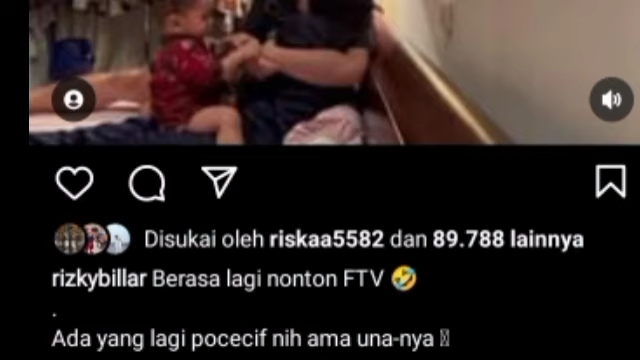 Disukai oleh riskaa5582 dan 89.788 lainnya
rizkybillar Berasa lagi nonton FTV 🤣
.
Ada yang lagi pocecif nih ama una-nya